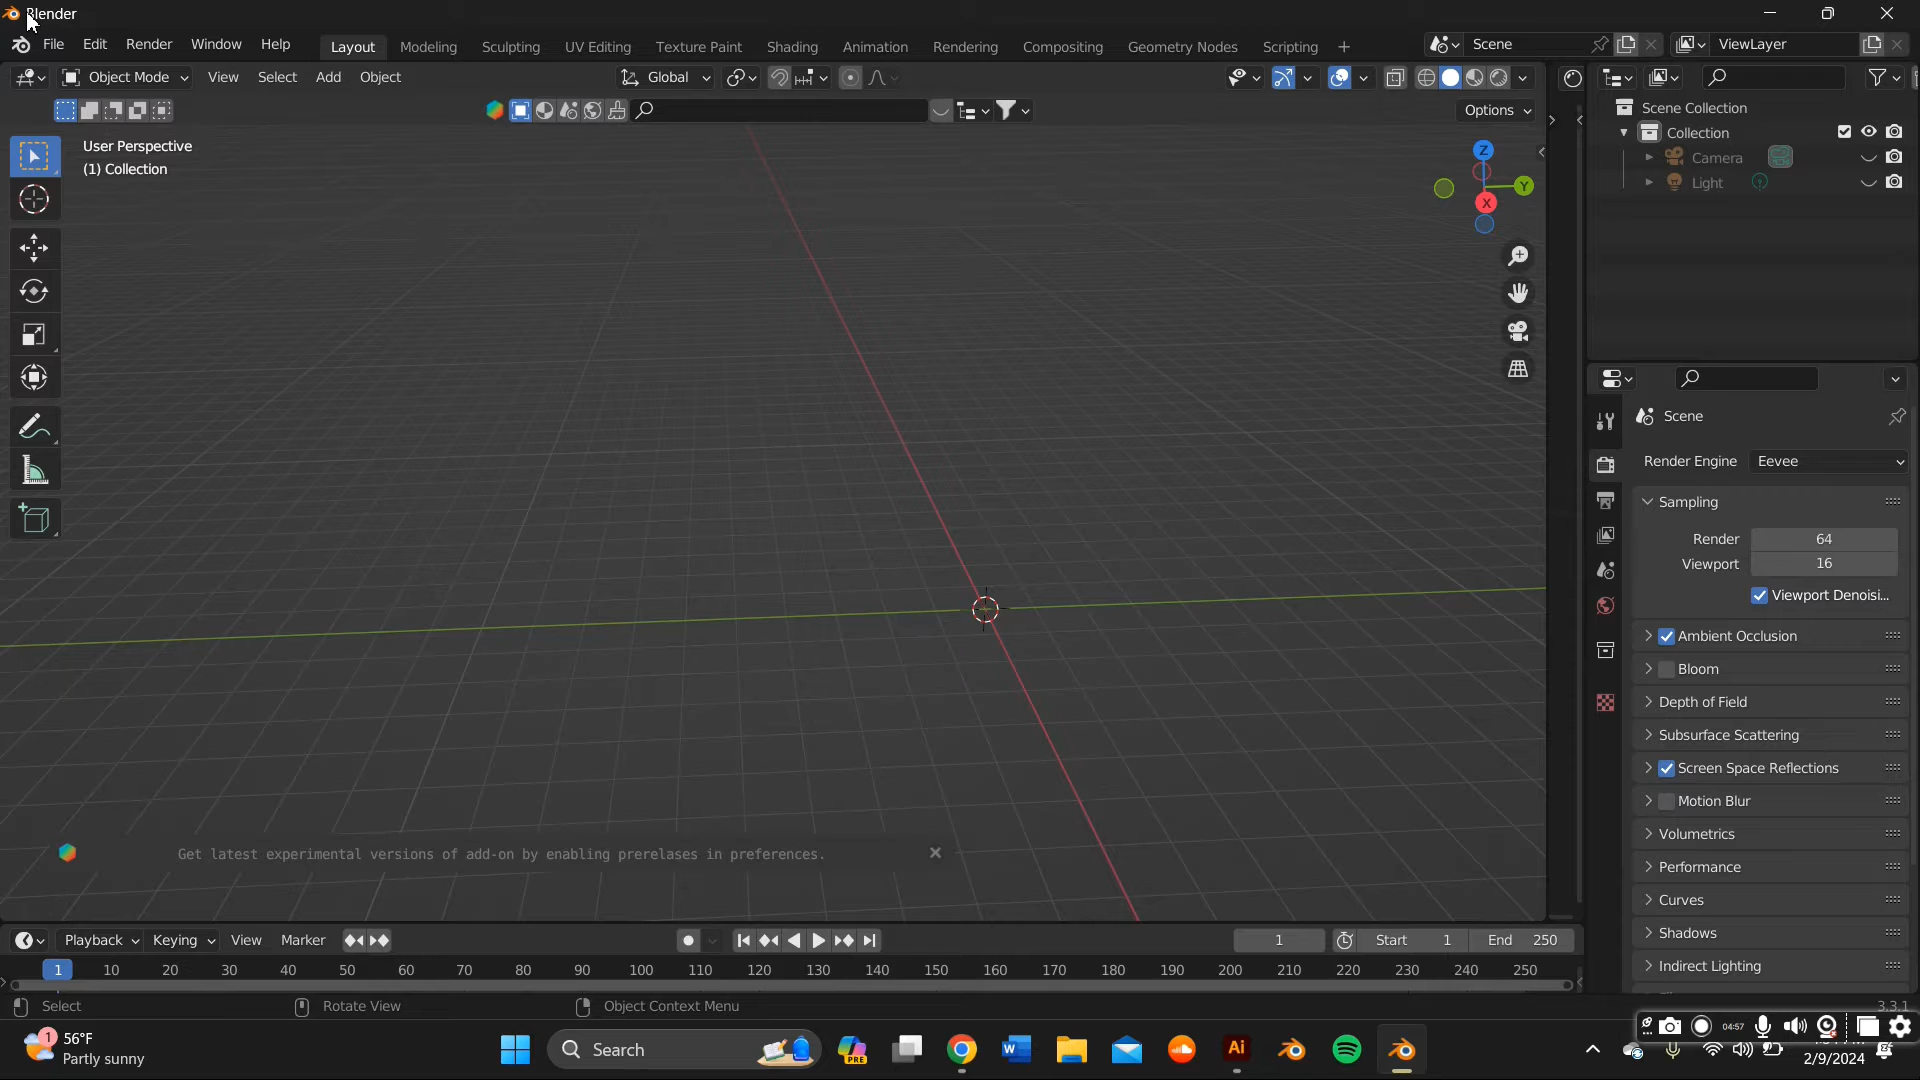 Blender
File Edit Render Window Help Layout Modeling Sculpting UV Editing Texture Paint Shading Animation Rendering Compositing Geometry Nodes Scripting + Scene ViewLayer
Object Mode View Select Add Object Global
Options
User Perspective
(1) Collection
Z
Y
X
Scene Collection
Collection
Camera
Light
Scene
Render Engine Eevee
Sampling
Render 64
Viewport 16
Viewport Denoisi...
Ambient Occlusion
Bloom
Depth of Field
Subsurface Scattering
Screen Space Reflections
Motion Blur
Volumetrics
Performance
Curves
Shadows
Indirect Lighting
Get latest experimental versions of add-on by enabling prerelases in preferences.
Playback Keying View Marker 1 Start 1 End 250
1 10 20 30 40 50 60 70 80 90 100 110 120 130 140 150 160 170 180 190 200 210 220 230 240 250
Select Rotate View Object Context Menu 3.3.1
04:57
1 56°F
Partly sunny
Search
PRE
W
Ai
2/9/2024